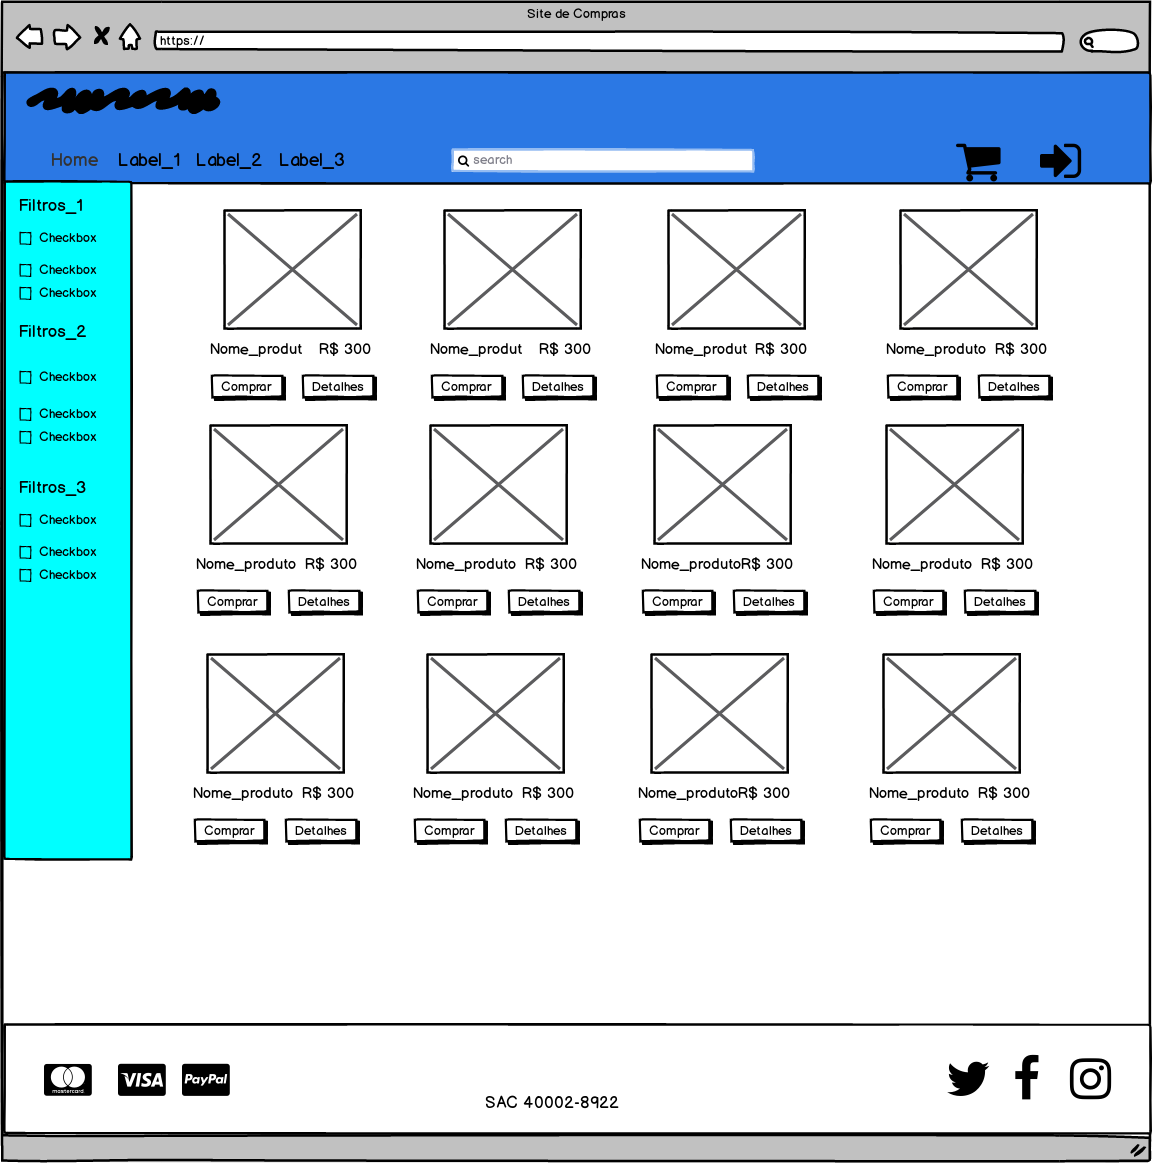 Site de Compras
https://
Home Label_1 Label_2 Label_3 search
Filtros_1
Checkbox
Checkbox
Checkbox
Filtros_2
Checkbox
Checkbox
Checkbox
Filtros_3
Checkbox
Checkbox
Checkbox
Nome_produt R$ 300 Nome_produt R$ 300 Nome_produt R$ 300 Nome_produto R$ 300
Comprar Detalhes Comprar Detalhes Comprar Detalhes Comprar Detalhes
Nome_produto R$ 300 Nome_produto R$ 300 Nome_produtoR$ 300 Nome_produto R$ 300
Comprar Detalhes Comprar Detalhes Comprar Detalhes Comprar Detalhes
Nome_produto R$ 300 Nome_produto R$ 300 Nome_produtoR$ 300 Nome_produto R$ 300
Comprar Detalhes Comprar Detalhes Comprar Detalhes Comprar Detalhes
mastercard VISA PayPal
SAC 40002-8922